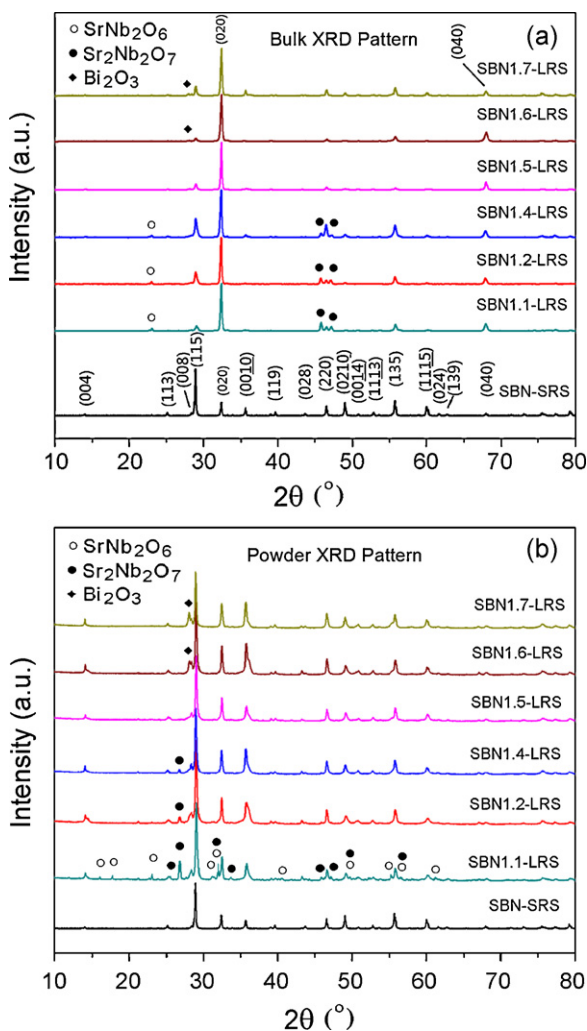 Intensity (a.u.)
○ SrNb₂O₆
● Sr₂Nb₂O₇
◆ Bi₂O₃
(020)
Bulk XRD Pattern
(a)
(040)
SBN1.7-LRS
SBN1.6-LRS
SBN1.5-LRS
SBN1.4-LRS
SBN1.2-LRS
SBN1.1-LRS
SBN-SRS
(004)
(113)
(008)
(115)
(020)
(0010)
(119)
(028)
(220)
(0210)
(0014)
(1113)
(135)
(1115)
(024)
(139)
(040)
10 20 30 40 50 60 70 80
2θ (°)
Intensity (a.u.)
○ SrNb₂O₆
● Sr₂Nb₂O₇
◆ Bi₂O₃
Powder XRD Pattern
(b)
SBN1.7-LRS
SBN1.6-LRS
SBN1.5-LRS
SBN1.4-LRS
SBN1.2-LRS
SBN1.1-LRS
SBN-SRS
10 20 30 40 50 60 70 80
2θ (°)